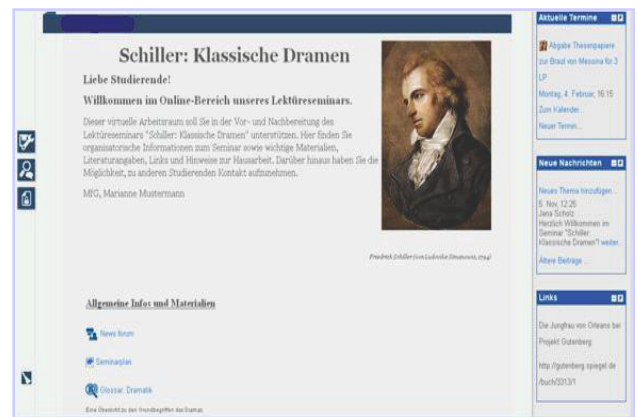 Schiller: Klassische Dramen
Liebe Studierende!
Willkommen im Online-Bereich unseres Lektüreseminars.
Dieser virtuelle Arbeitsraum soll Sie in der Vor- und Nachbereitung des
Lektüreseminars "Schiller: Klassische Dramen" unterstützen. Hier finden Sie
organisatorische Informationen zum Seminar sowie wichtige Materialien,
Literaturangaben, Links und Hinweise zur Hausarbeit. Darüber hinaus haben Sie die
Möglichkeit, zu anderen Studierenden Kontakt aufzunehmen.
MfG, Marianne Mustermann
Friedrich Schiller (von Ludovike Simanowiz, 1794)
Allgemeine Infos und Materialien
News forum
Seminarplan
Glossar: Dramatik
Eine Übersicht zu den Grundbegriffen des Dramas
Aktuelle Termine
Abgabe Thesenpapiere
zur Braut von Messina für 3
LP
Montag, 4. Februar, 16:15
Zum Kalender...
Neuer Termin...
Neue Nachrichten
Neues Thema hinzufügen...
5. Nov, 12:25
Jana Scholz
Herzlich Willkommen im
Seminar "Schiller:
Klassische Dramen"! weiter...
Ältere Beiträge ...
Links
Die Jungfrau von Orleans bei
Projekt Gutenberg
http://gutenberg.spiegel.de
/buch/3313/1